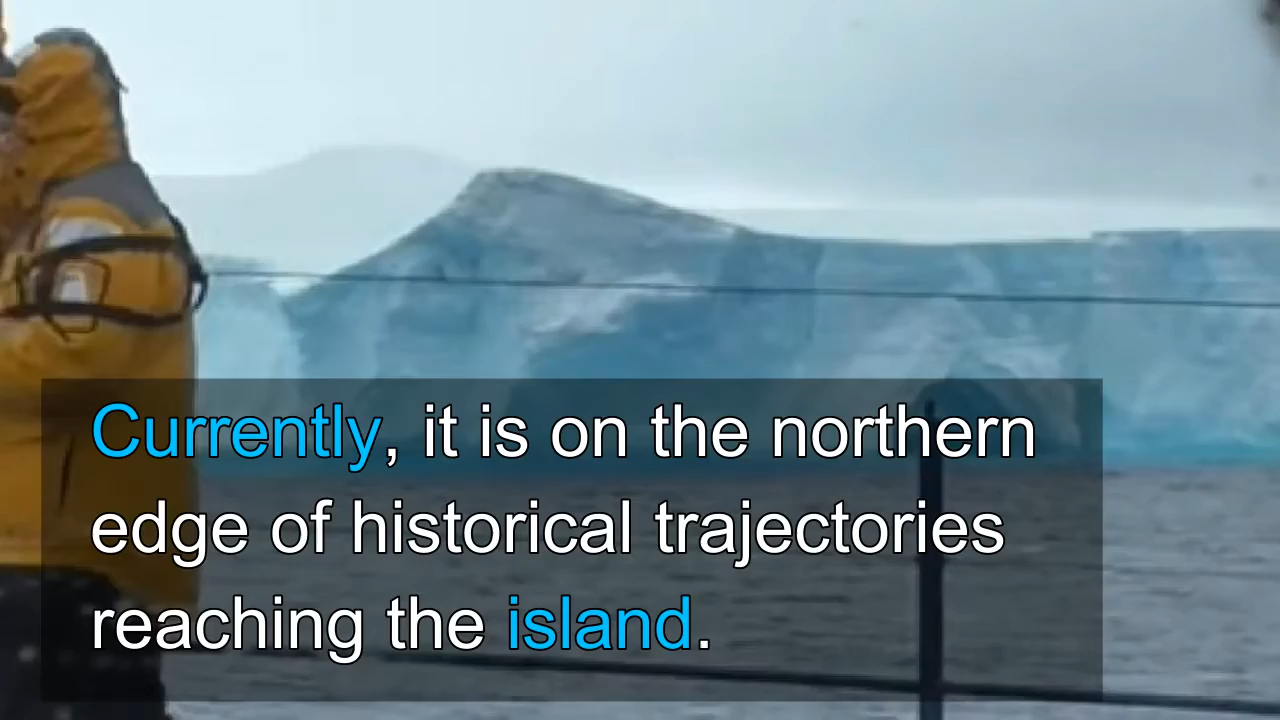 Currently, it is on the northern
edge of historical trajectories
reaching the island.